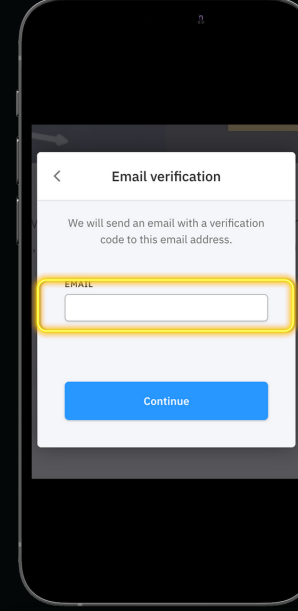 Email verification
We will send an email with a verification
code to this email address.
EMAIL
Continue